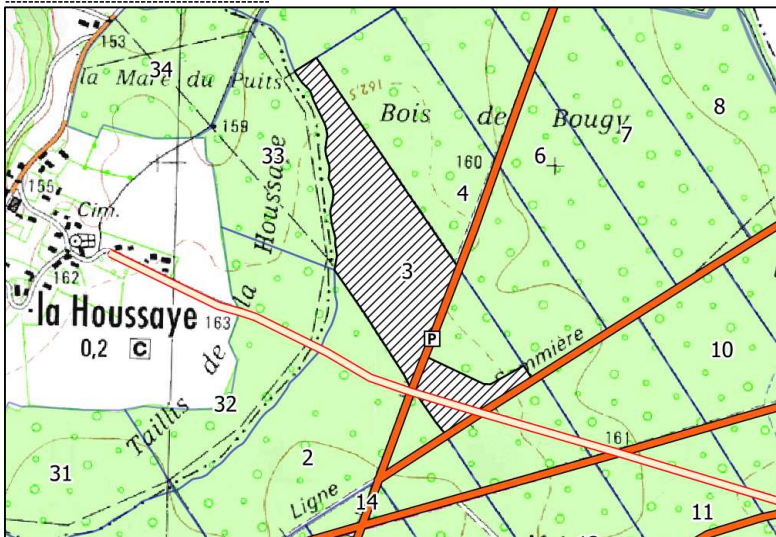 153
la Mare du Puits
34
159
33
162.5
Bois de Bougy
8
7
160
6
4
155
Cim.
3
162
la Houssaye
163
0,2 C
Taillis de la Houssaye
P
Sommière
10
32
31
2
161
Ligne
14
11